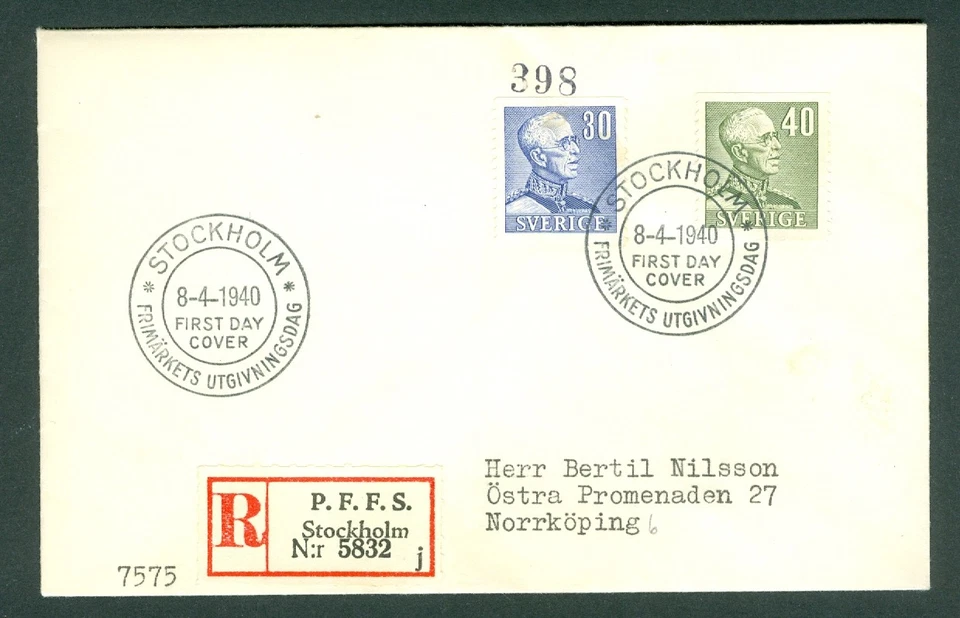 398
30
SVERIGE
40
SVERIGE
STOCKHOLM
8-4-1940
FIRST DAY
COVER
* FRIMÄRKETS UTGIVNINGSDAG *
STOCKHOLM
8-4-1940
FIRST DAY
COVER
* FRIMÄRKETS UTGIVNINGSDAG *
Herr Bertil Nilsson
Östra Promenaden 27
Norrköping 6
R
P. F. F. S.
Stockholm
N:r 5832 j
7575